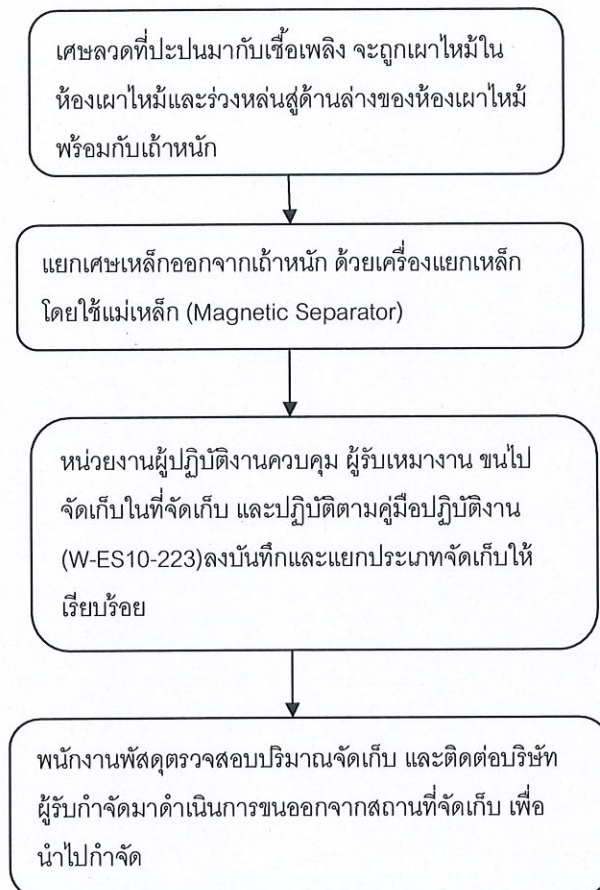 เศษลวดที่ปะปนมากับเชื้อเพลิง จะถูกเผาไหม้ใน
ห้องเผาไหม้และร่วงหล่นสู่ด้านล่างของห้องเผาไหม้
พร้อมกับเถ้าหนัก
แยกเศษเหล็กออกจากเถ้าหนัก ด้วยเครื่องแยกเหล็ก
โดยใช้แม่เหล็ก (Magnetic Separator)
หน่วยงานผู้ปฏิบัติงานควบคุม ผู้รับเหมางาน ขนไป
จัดเก็บในที่จัดเก็บ และปฏิบัติตามคู่มือปฏิบัติงาน
(W-ES10-223)ลงบันทึกและแยกประเภทจัดเก็บให้
เรียบร้อย
พนักงานพัสดุตรวจสอบปริมาณจัดเก็บ และติดต่อบริษัท
ผู้รับกำจัดมาดำเนินการขนออกจากสถานที่จัดเก็บ เพื่อ
นำไปกำจัด